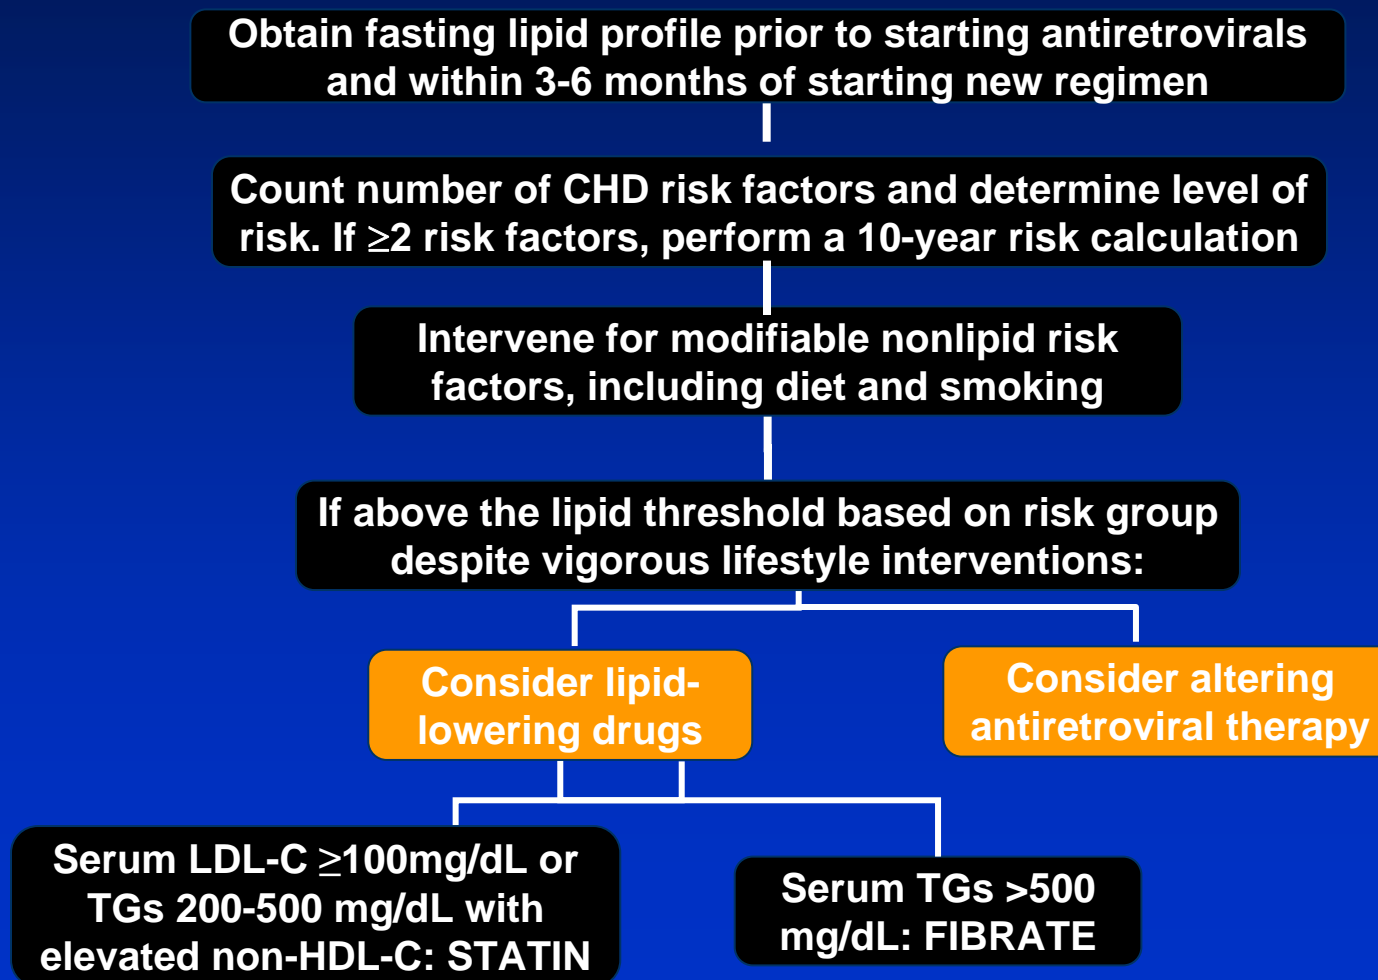 Obtain fasting lipid profile prior to starting antiretrovirals
and within 3-6 months of starting new regimen
Count number of CHD risk factors and determine level of
risk. If ≥2 risk factors, perform a 10-year risk calculation
Intervene for modifiable nonlipid risk
factors, including diet and smoking
If above the lipid threshold based on risk group
despite vigorous lifestyle interventions:
Consider lipid-
lowering drugs
Consider altering
antiretroviral therapy
Serum LDL-C ≥100mg/dL or
TGs 200-500 mg/dL with
elevated non-HDL-C: STATIN
Serum TGs >500
mg/dL: FIBRATE